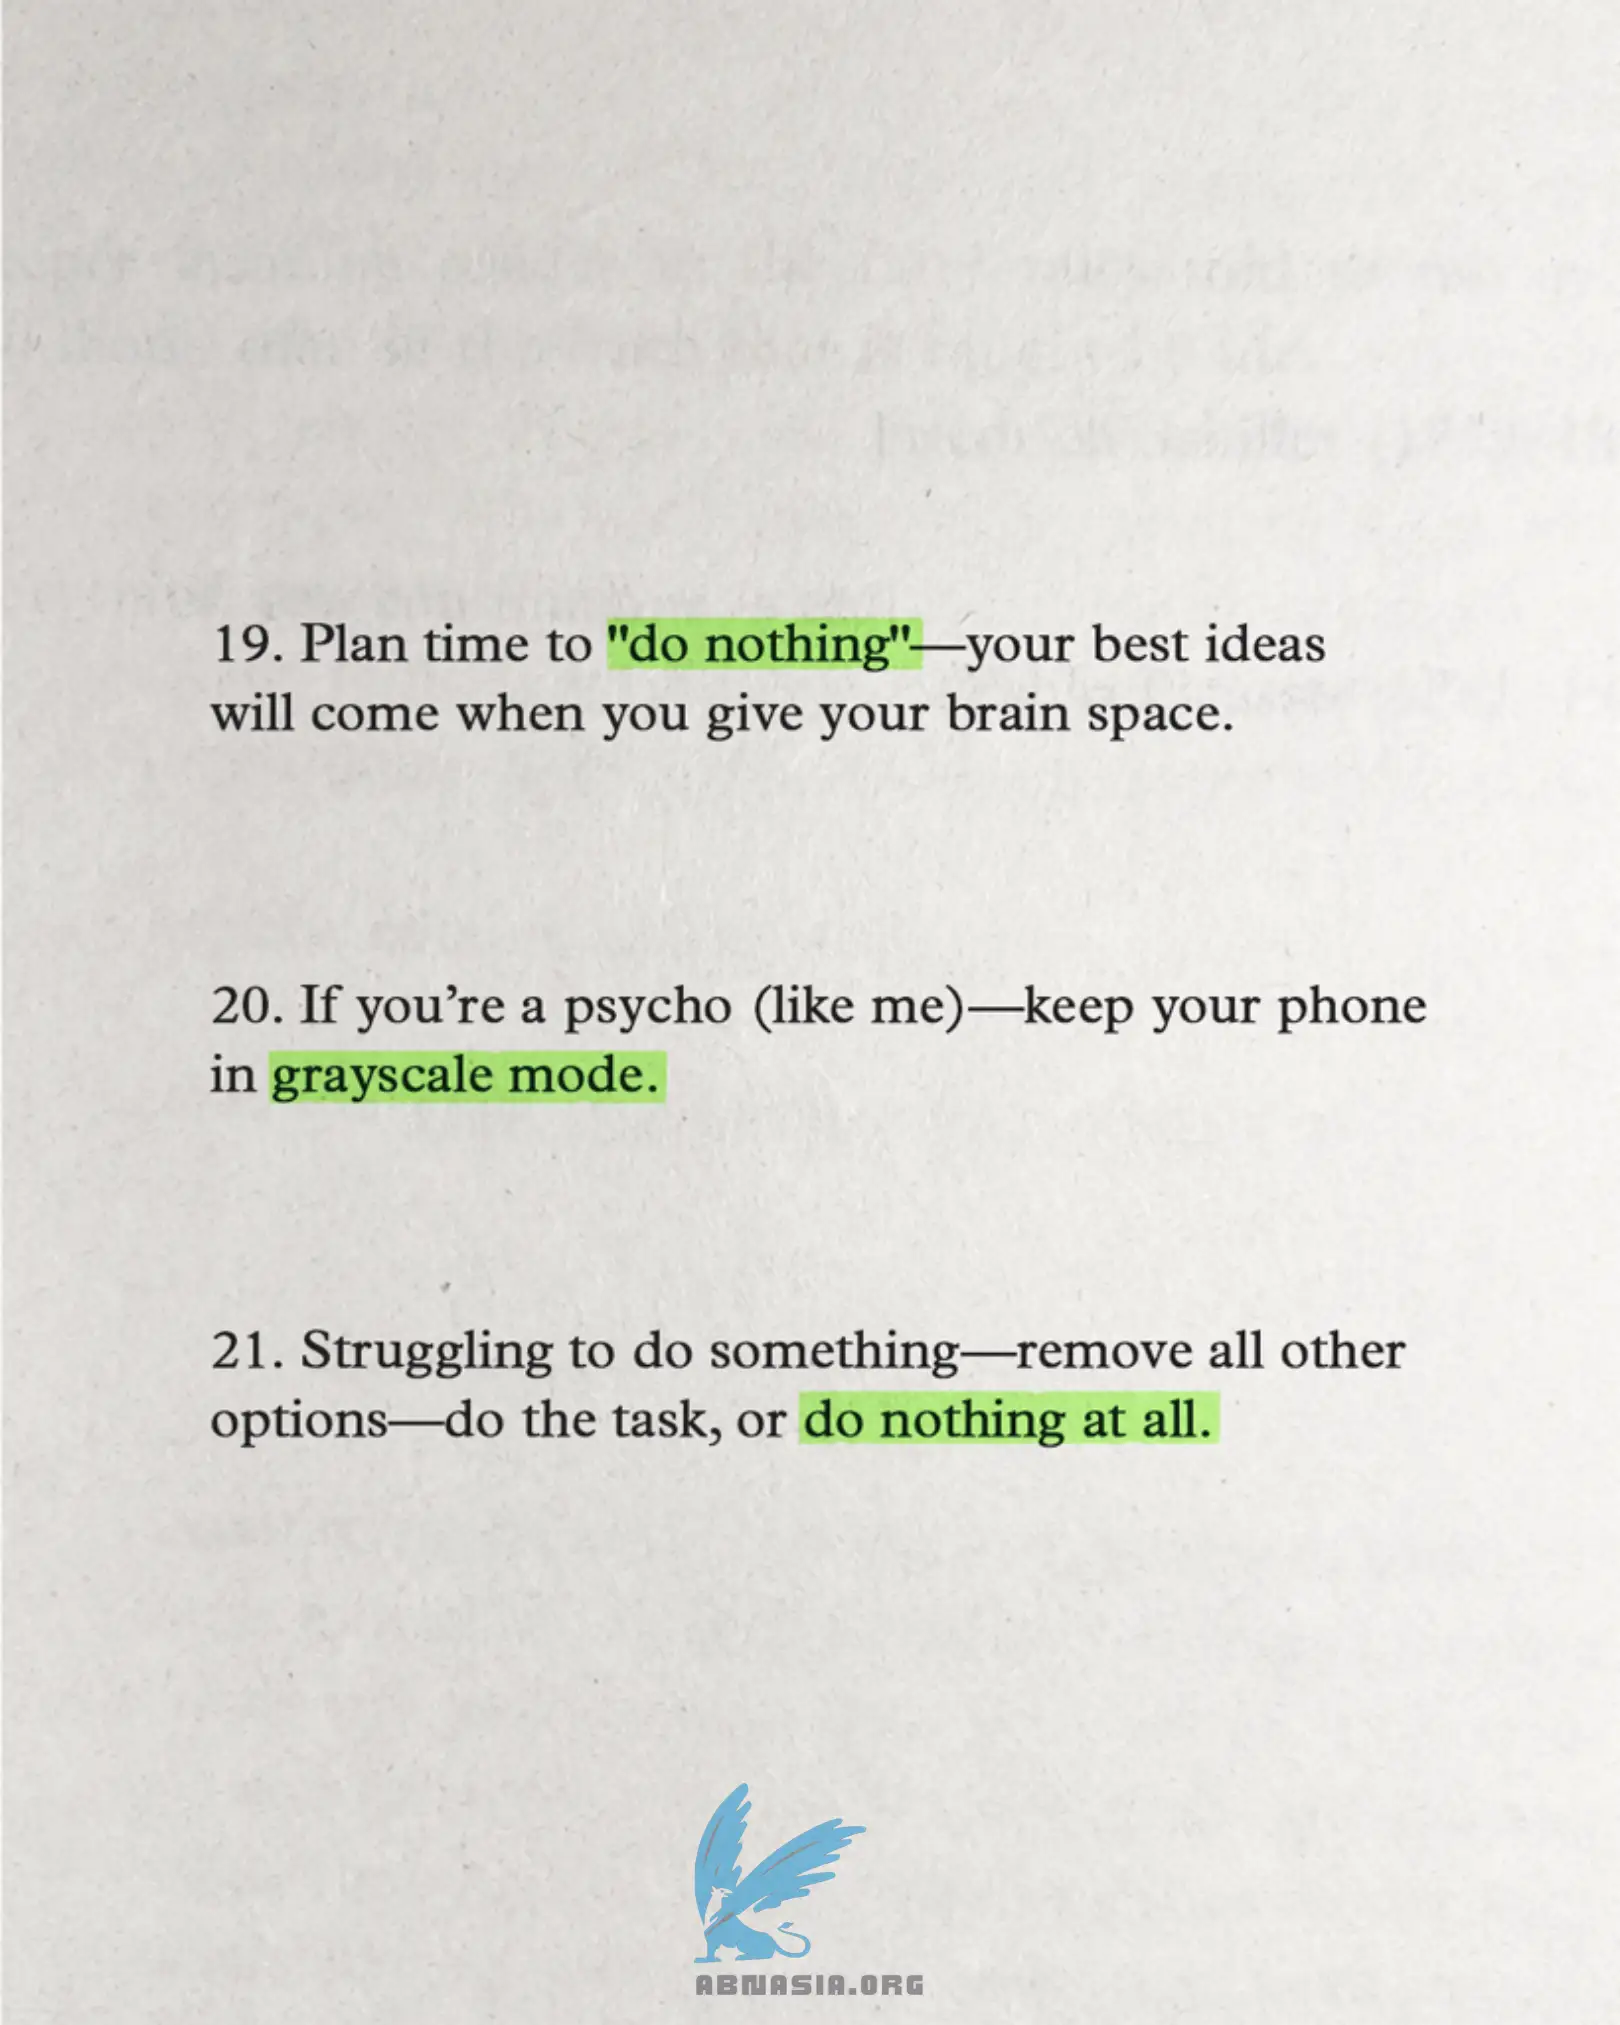 19. Plan time to "do nothing"—your best ideas
will come when you give your brain space.
20. If you’re a psycho (like me)—keep your phone
in grayscale mode.
21. Struggling to do something—remove all other
options—do the task, or do nothing at all.
ABNASIA.ORG